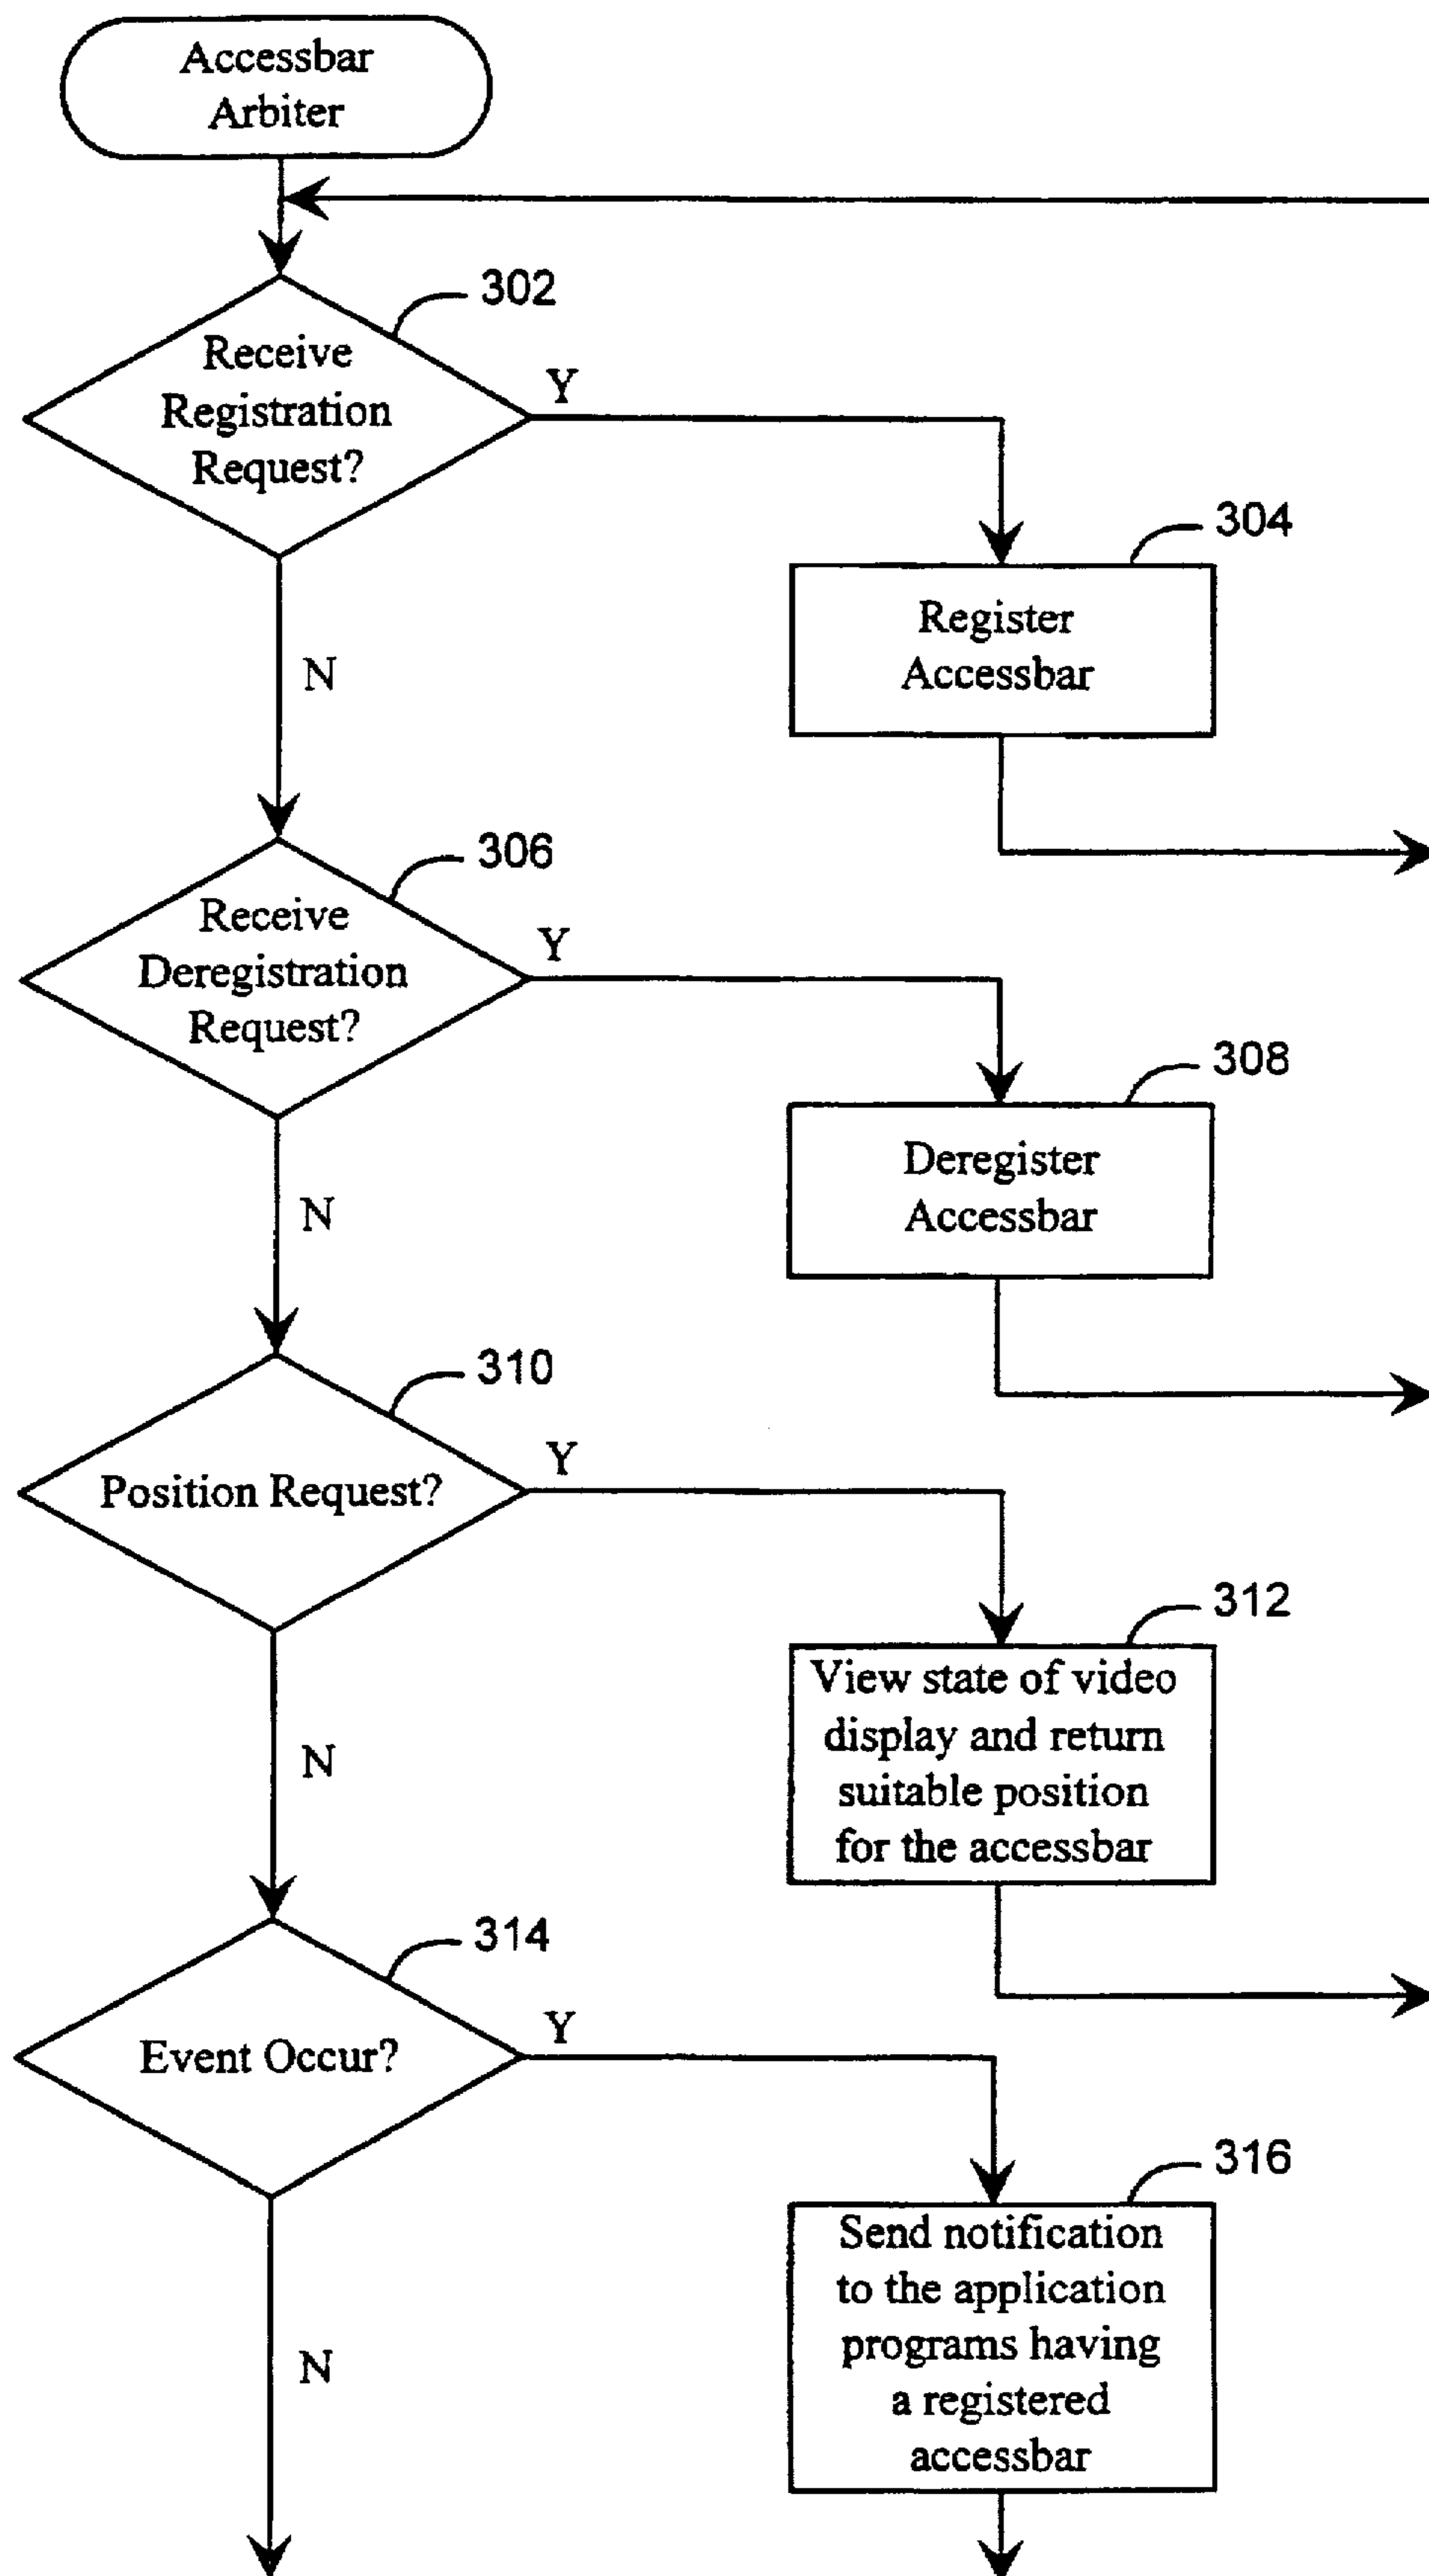 Accessbar
Arbiter
302
Receive
Registration
Request?
Y
304
Register
Accessbar
N
306
Receive
Deregistration
Request?
Y
308
Deregister
Accessbar
N
310
Position Request?
Y
312
View state of video
display and return
suitable position
for the accessbar
N
314
Event Occur?
Y
316
Send notification
to the application
programs having
a registered
accessbar
N